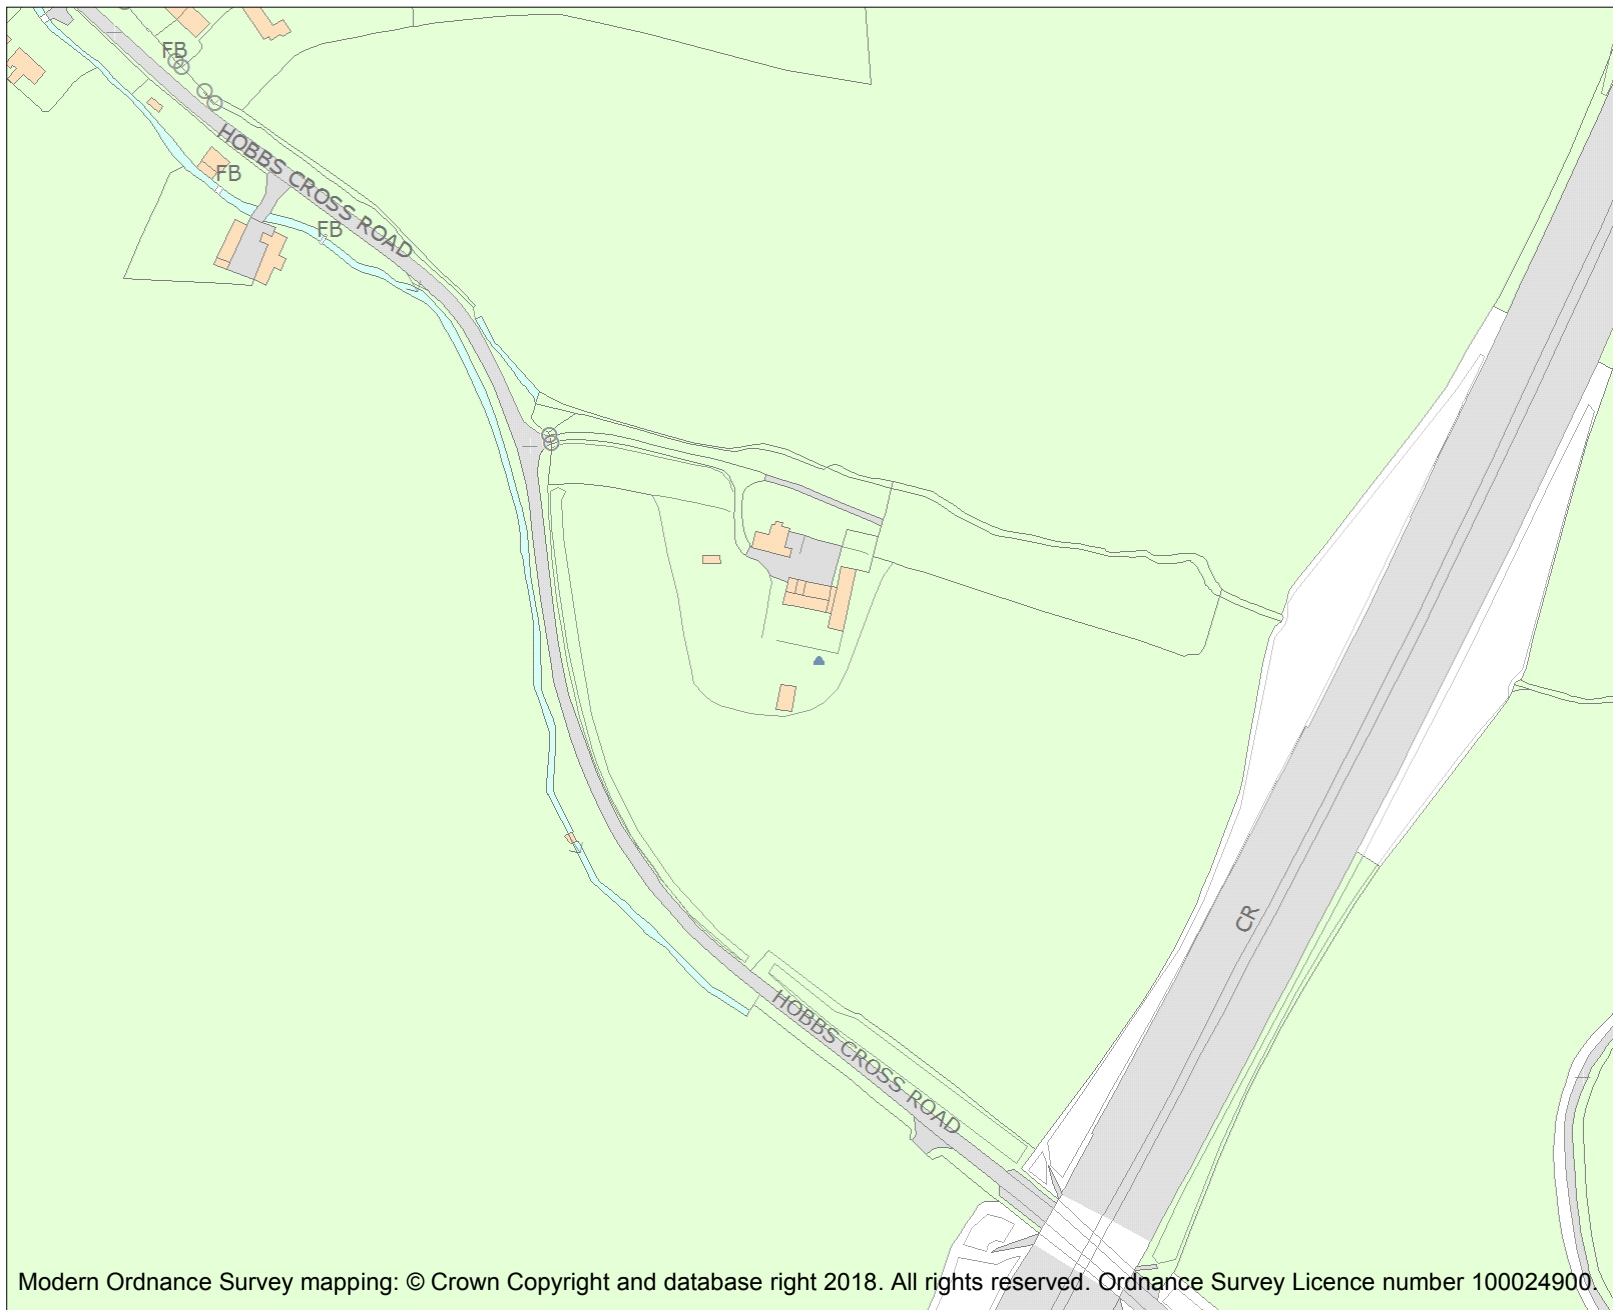 FB
HOBBS CROSS ROAD
FB
FB
CR
HOBBS CROSS ROAD
Modern Ordnance Survey mapping: © Crown Copyright and database right 2018. All rights reserved. Ordnance Survey Licence number 100024900.